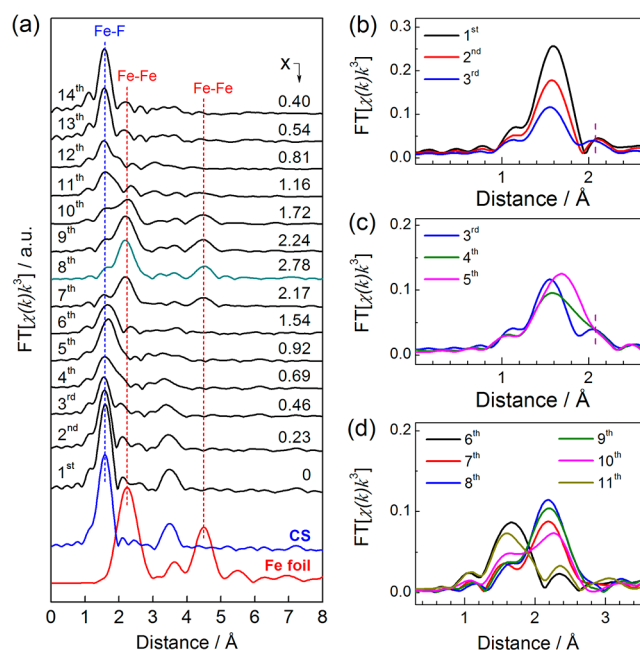 (a)
Fe-F
Fe-Fe
Fe-Fe
X
14th 0.40
13th 0.54
12th 0.81
11th 1.16
10th 1.72
9th 2.24
8th 2.78
7th 2.17
6th 1.54
5th 0.92
4th 0.69
3rd 0.46
2nd 0.23
1st 0
CS
Fe foil
FT[χ(k)k³] / a.u.
0 1 2 3 4 5 6 7 8
Distance / Å
(b)
0.3
0.2
0.1
0.0
1st
2nd
3rd
FT[χ(k)k³]
1 2
Distance / Å
(c)
0.2
0.1
0.0
3rd
4th
5th
FT[χ(k)k³]
1 2
Distance / Å
(d)
0.2
0.1
0.0
6th 9th
7th 10th
8th 11th
FT[χ(k)k³]
1 2 3
Distance / Å